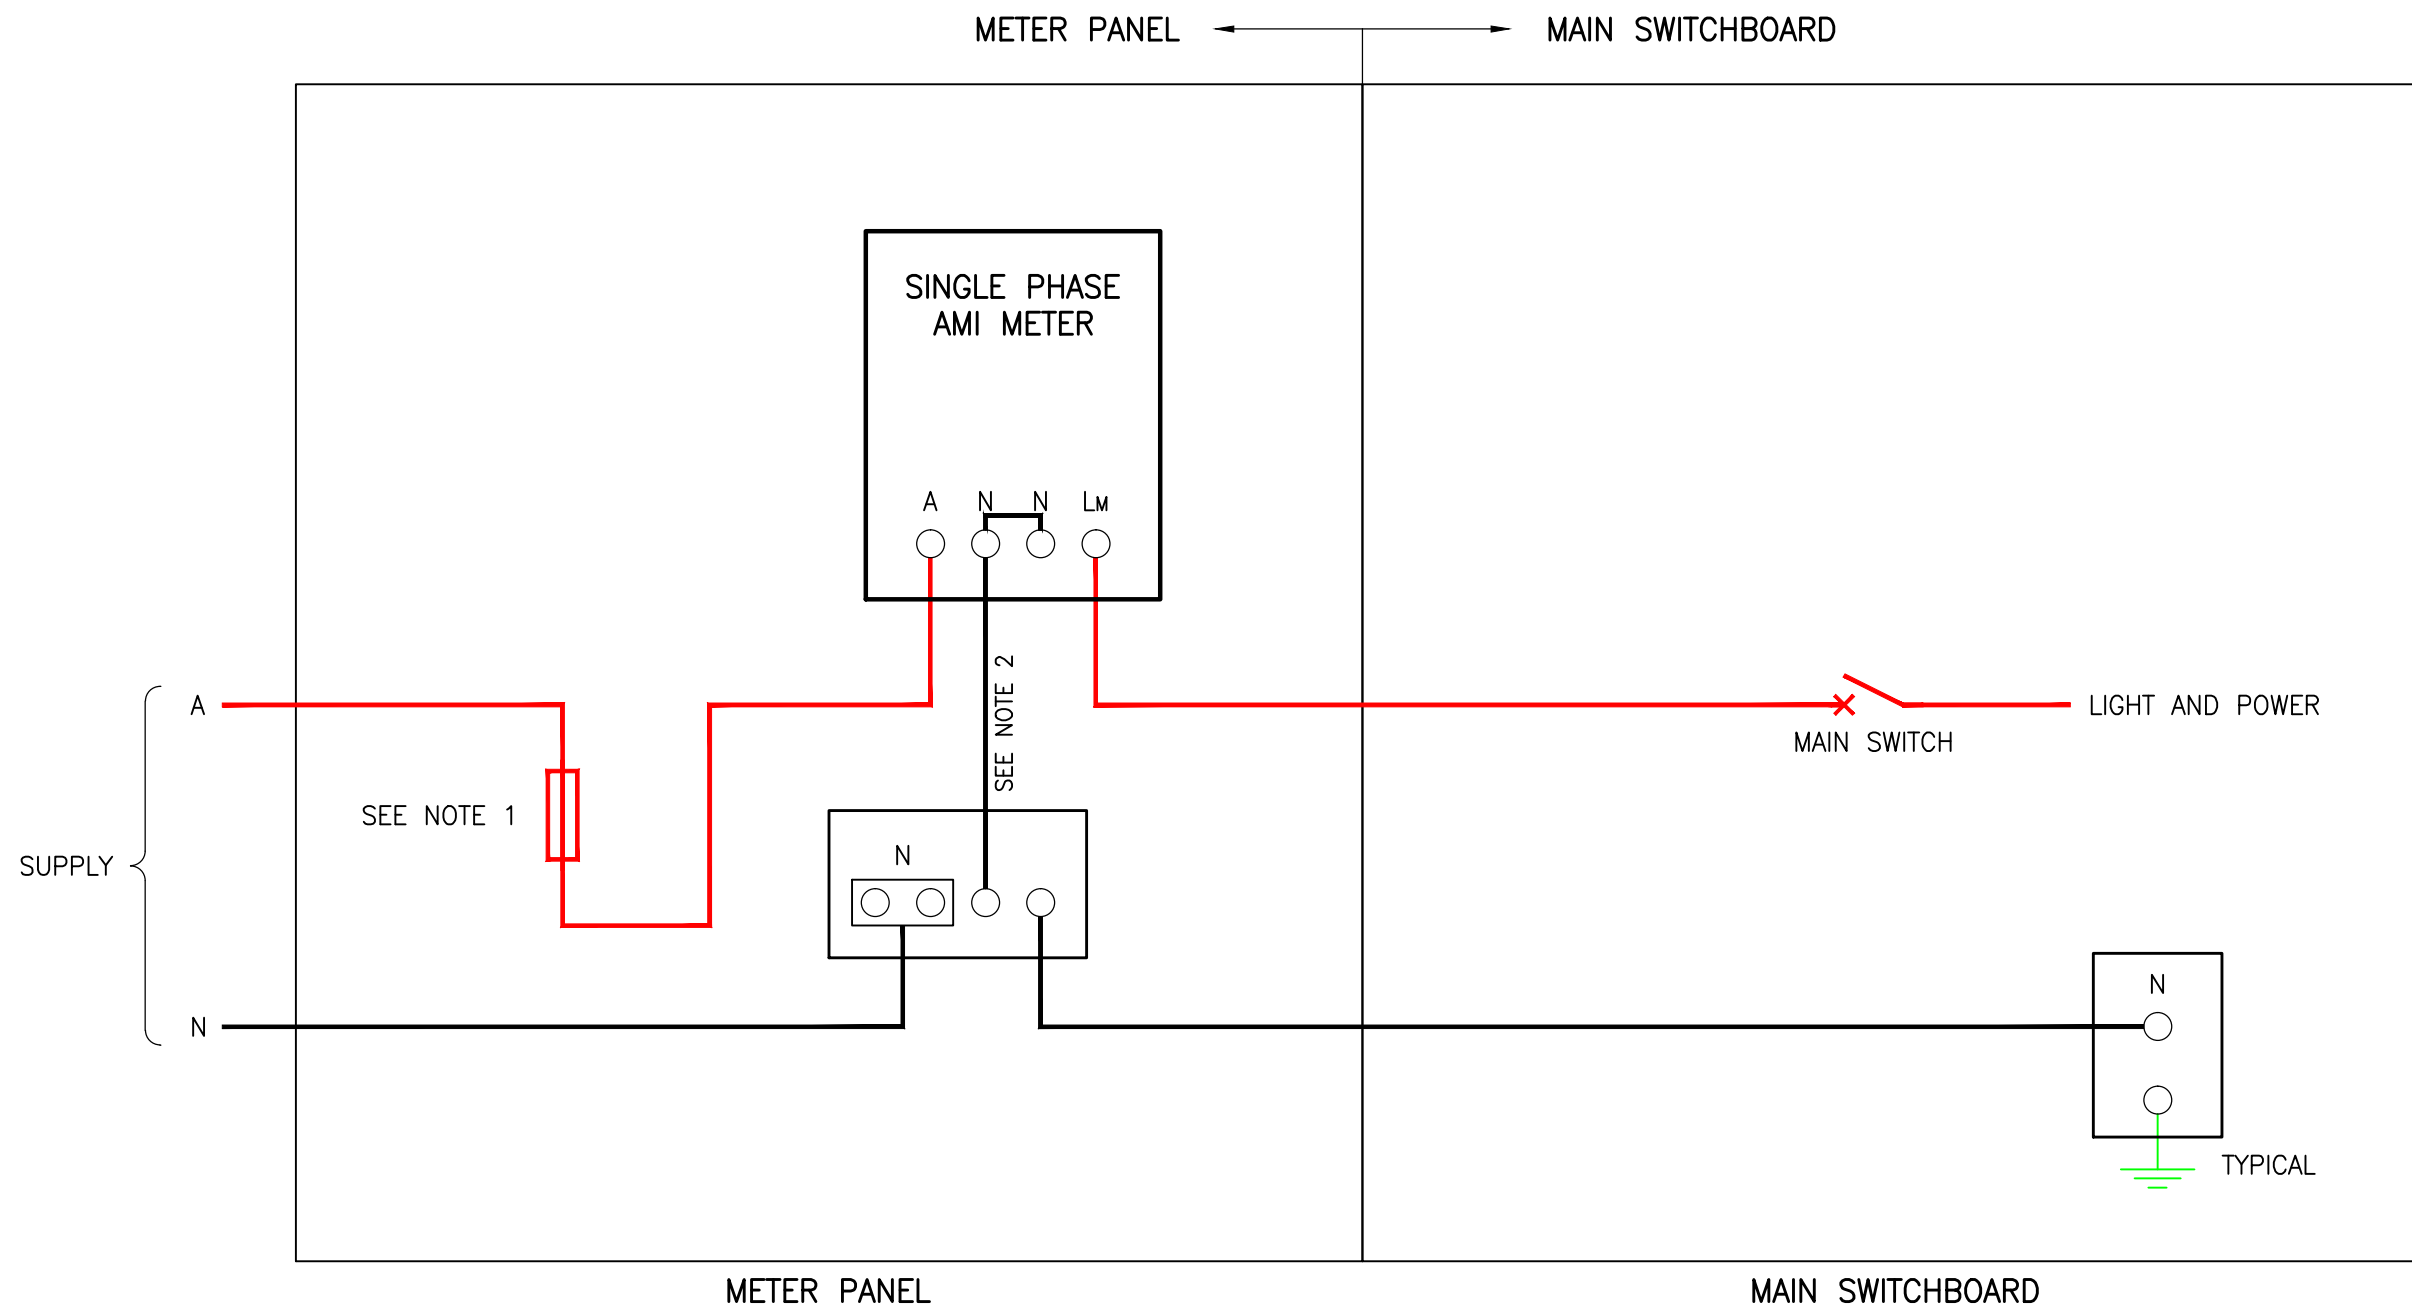 METER PANEL
MAIN SWITCHBOARD
SINGLE PHASE
AMI METER
A N N LM
SEE NOTE 2
A
LIGHT AND POWER
MAIN SWITCH
SEE NOTE 1
N
SUPPLY
N
N
TYPICAL
METER PANEL
MAIN SWITCHBOARD